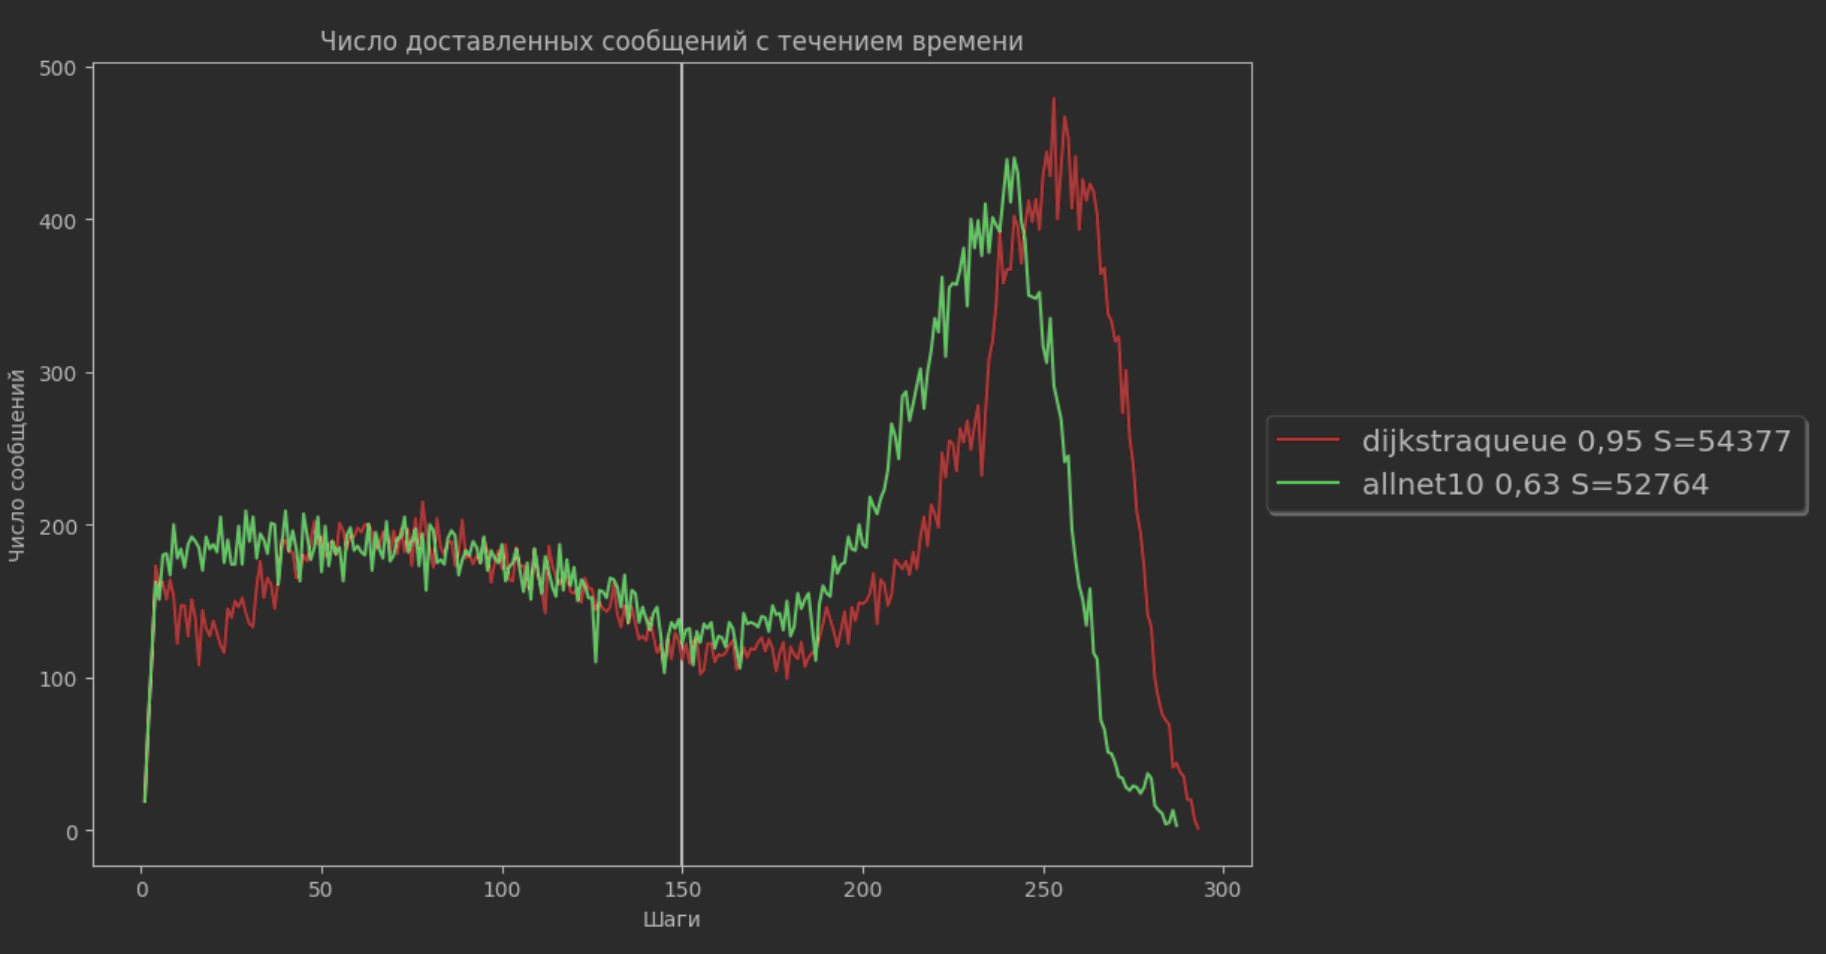 Число доставленных сообщений с течением времени
500
400
300
200
100
0
Число сообщений
0 50 100 150 200 250 300
Шаги
dijkstraqueue 0,95 S=54377
allnet10 0,63 S=52764